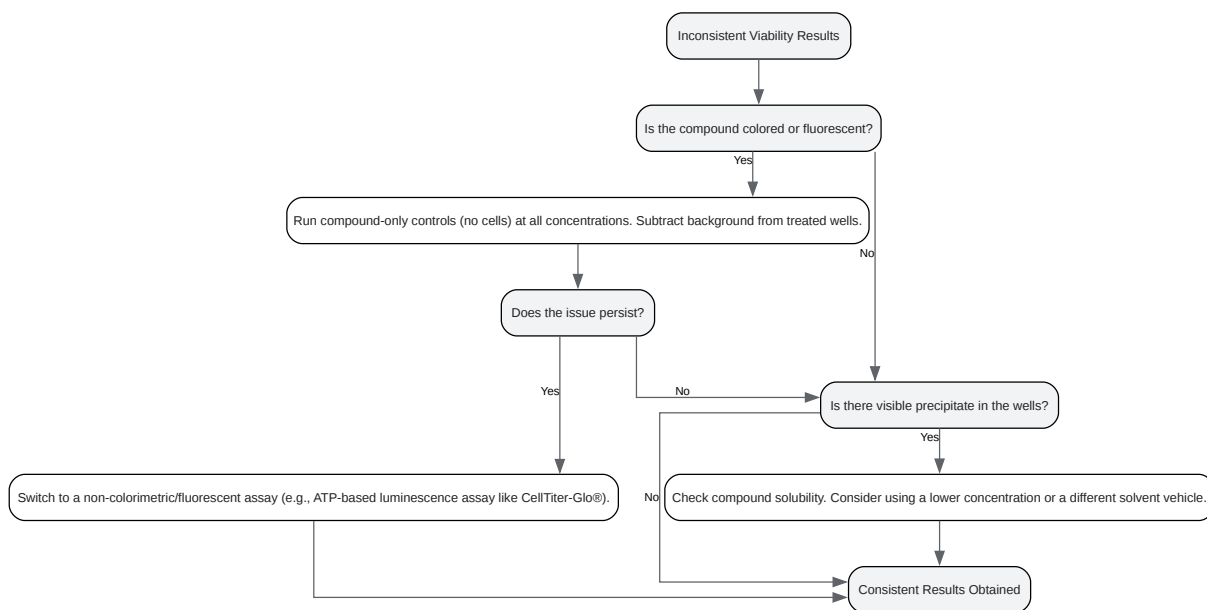 Inconsistent Viability Results
Is the compound colored or fluorescent?
Yes
Run compound-only controls (no cells) at all concentrations. Subtract background from treated wells.
No
Does the issue persist?
Yes
No
Is there visible precipitate in the wells?
Yes
Switch to a non-colorimetric/fluorescent assay (e.g., ATP-based luminescence assay like CellTiter-Glo®).
No
Check compound solubility. Consider using a lower concentration or a different solvent vehicle.
Consistent Results Obtained